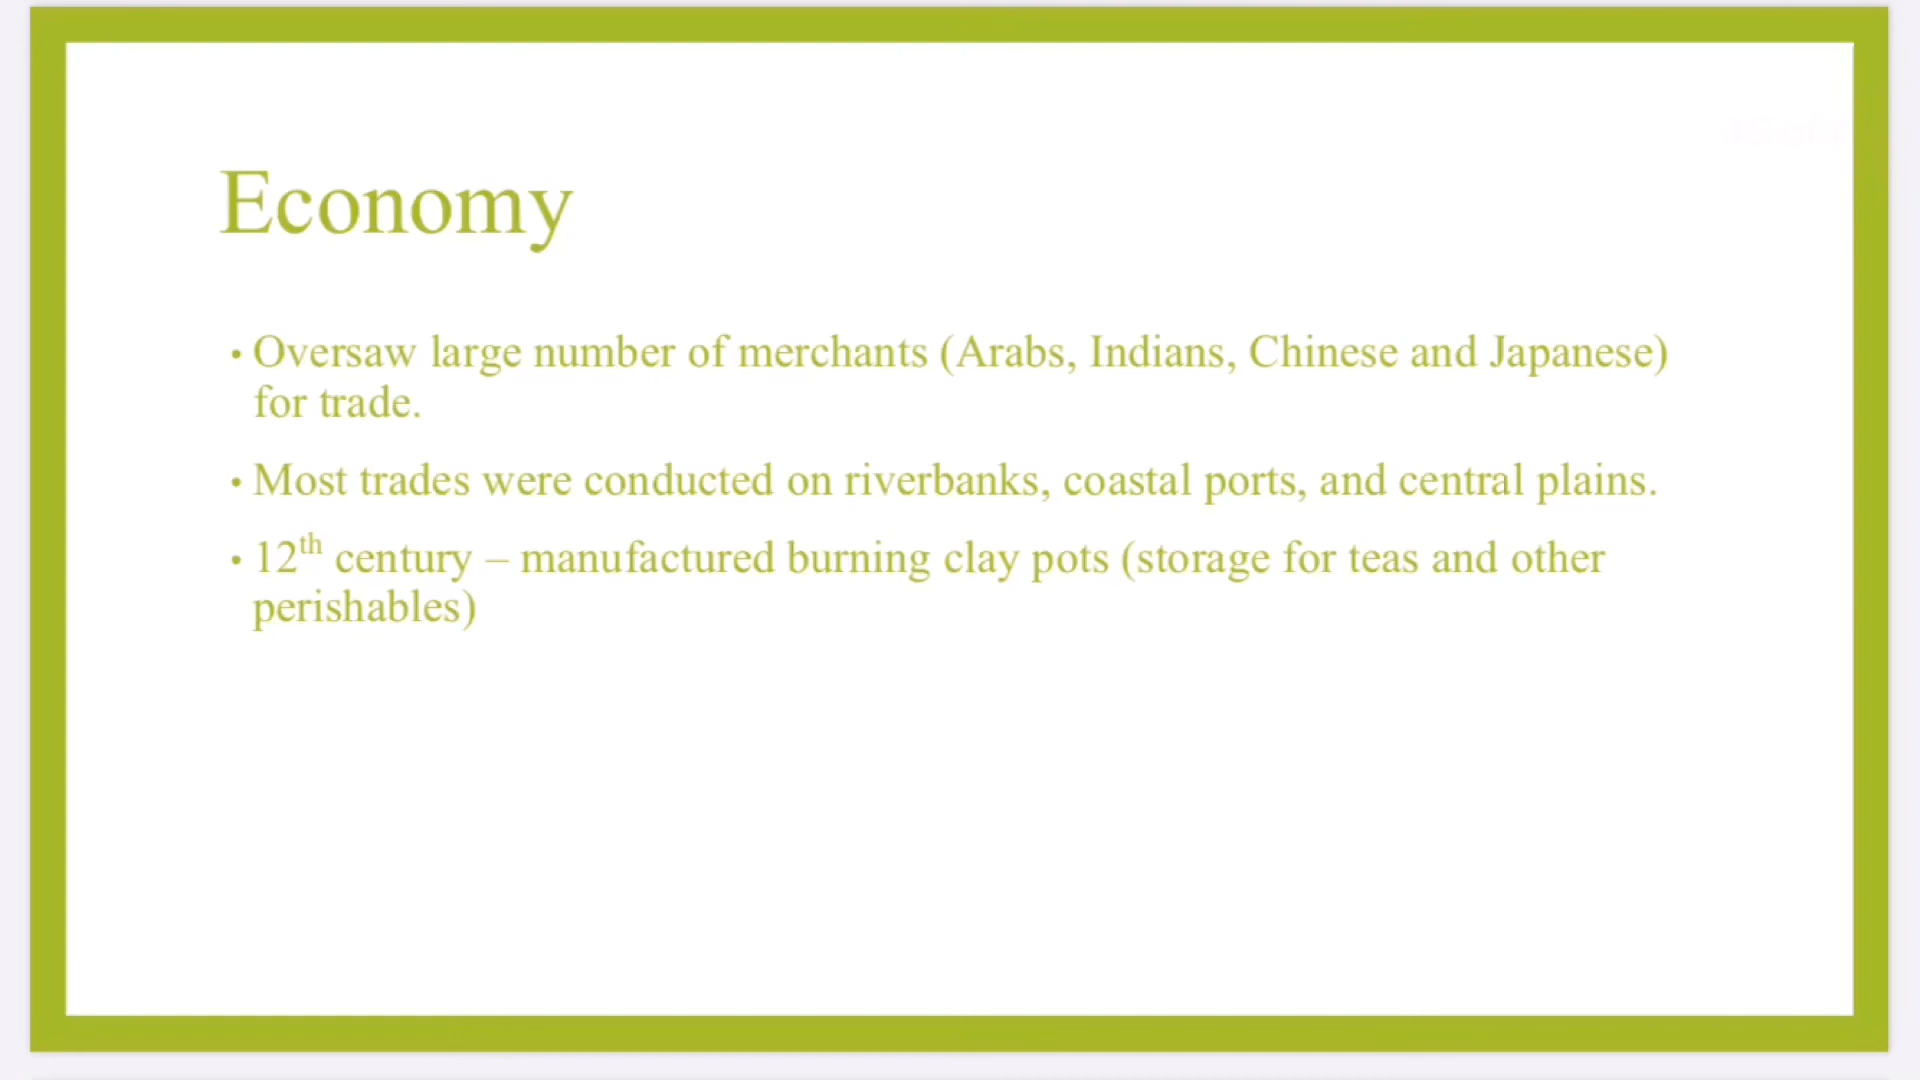 Economy
• Oversaw large number of merchants (Arabs, Indians, Chinese and Japanese)
for trade.
• Most trades were conducted on riverbanks, coastal ports, and central plains.
• 12th century – manufactured burning clay pots (storage for teas and other
perishables)